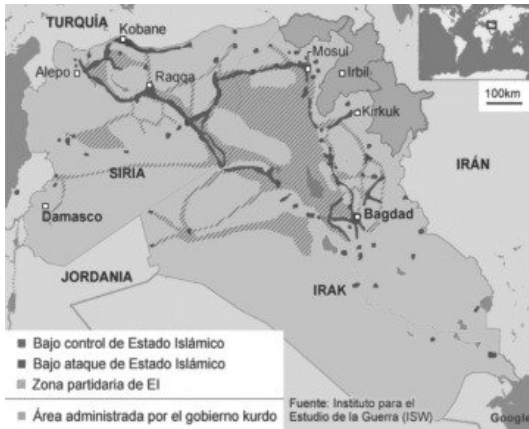 TURQUÍA
Kobane
Mosul
Alepo
Raqqa
Irbil
100km
Kirkuk
IRÁN
SIRIA
Damasco
Bagdad
JORDANIA
IRAK
Bajo control de Estado Islámico
Bajo ataque de Estado Islámico
Zona partidaria de EI
Área administrada por el gobierno kurdo
Fuente: Instituto para el
Estudio de la Guerra (ISW)
Google